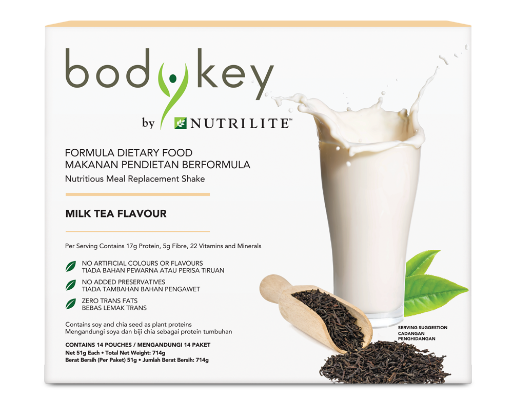 bodykey
by NUTRILITE™
FORMULA DIETARY FOOD
MAKANAN PENDIETAN BERFORMULA
Nutritious Meal Replacement Shake
MILK TEA FLAVOUR
Per Serving Contains 17g Protein, 5g Fibre, 22 Vitamins and Minerals
NO ARTIFICIAL COLOURS OR FLAVOURS
TIADA BAHAN PEWARNA ATAU PERISA TIRUAN
NO ADDED PRESERVATIVES
TIADA TAMBAHAN BAHAN PENGAWET
ZERO TRANS FATS
BEBAS LEMAK TRANS
Contains soy and chia seed as plant proteins
Mengandungi soya dan biji chia sebagai protein tumbuhan
CONTAINS 14 POUCHES / MENGANDUNGI 14 PAKET
Net 51g Each • Total Net Weight: 714g
Berat Bersih (Per Paket) 51g • Jumlah Berat Bersih: 714g
SERVING SUGGESTION
CADANGAN
PENGHIDANGAN